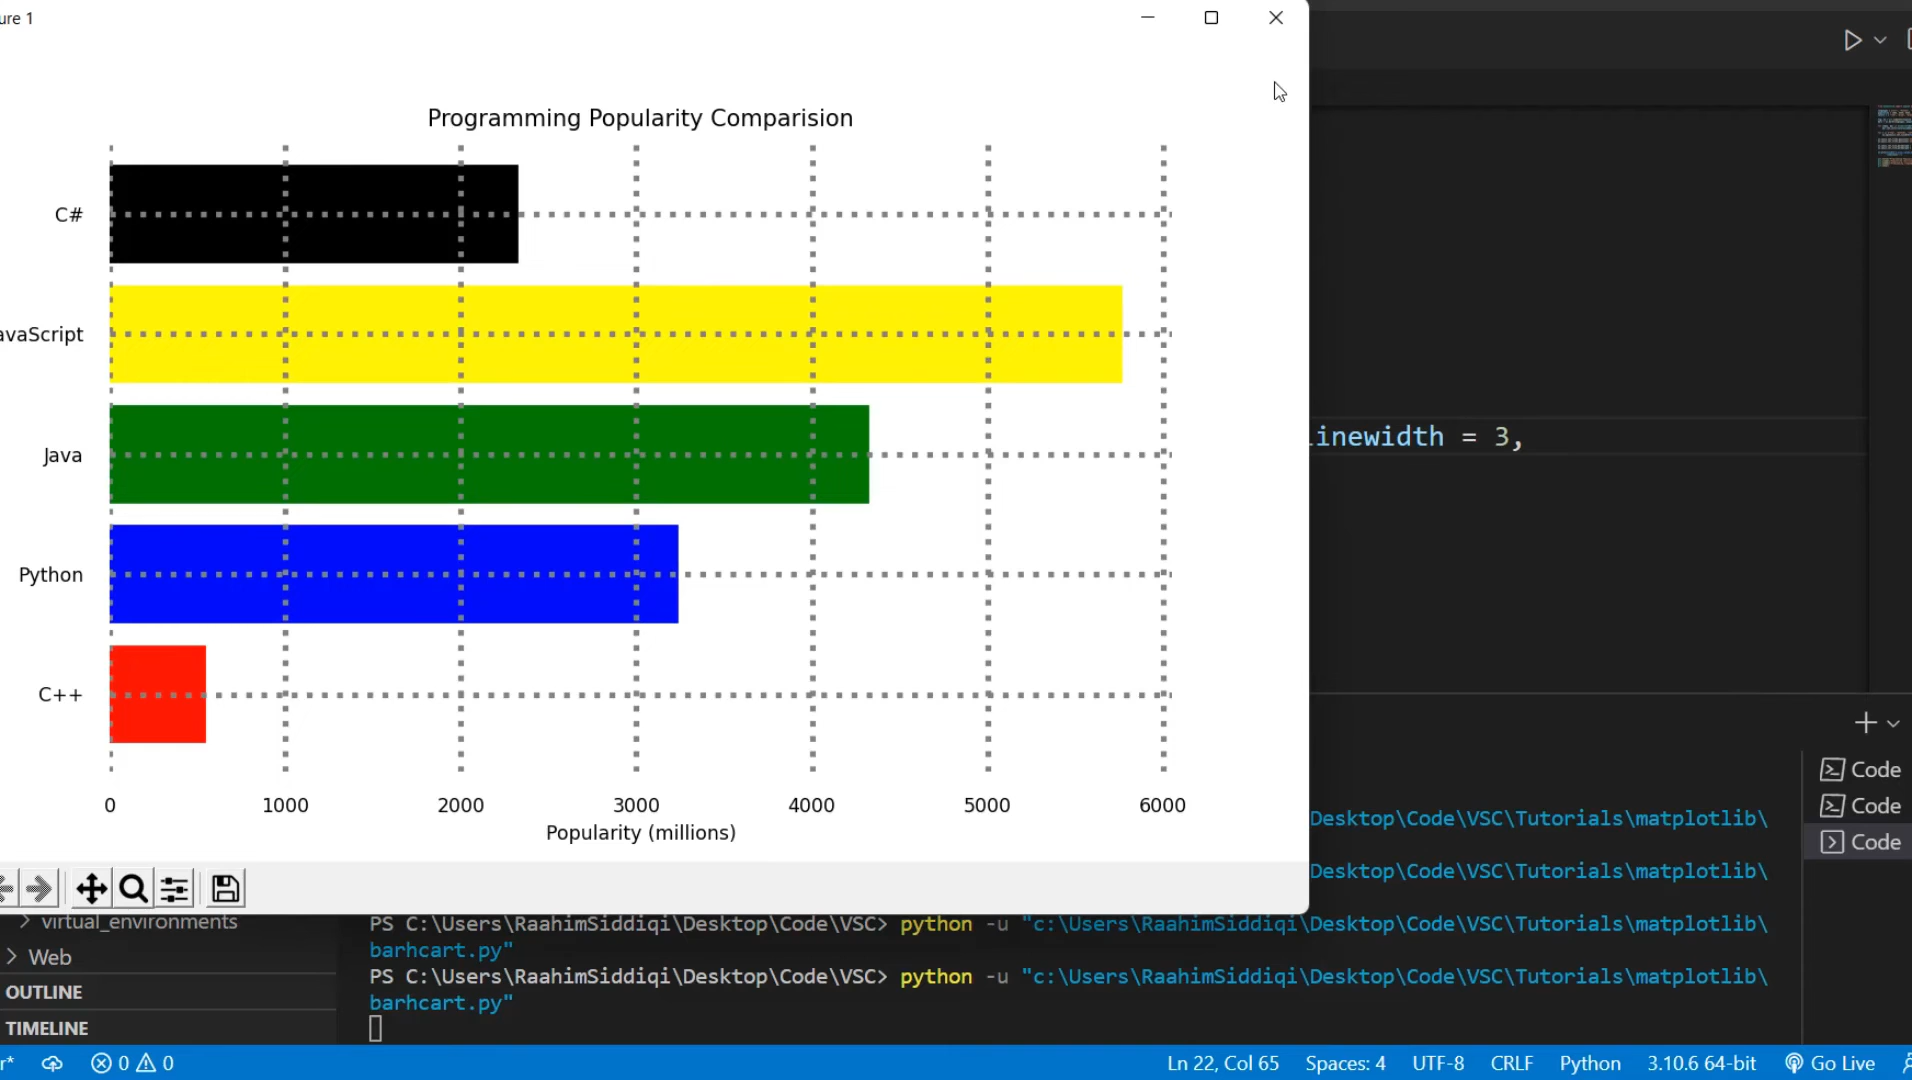 ure 1
Programming Popularity Comparision
C#
avaScript
Java
Python
C++
0 1000 2000 3000 4000 5000 6000
Popularity (millions)
linewidth = 3,
Code
Code
Code
Desktop\Code\VSC\Tutorials\matplotlib\
Desktop\Code\VSC\Tutorials\matplotlib\
PS C:\Users\RaahimSiddiqi\Desktop\Code\VSC> python -u "c:\Users\RaahimSiddiqi\Desktop\Code\VSC\Tutorials\matplotlib\
barhcart.py"
PS C:\Users\RaahimSiddiqi\Desktop\Code\VSC> python -u "c:\Users\RaahimSiddiqi\Desktop\Code\VSC\Tutorials\matplotlib\
barhcart.py"
virtual_environments
Web
OUTLINE
TIMELINE
r* 0 0 Ln 22, Col 65 Spaces: 4 UTF-8 CRLF Python 3.10.6 64-bit Go Live